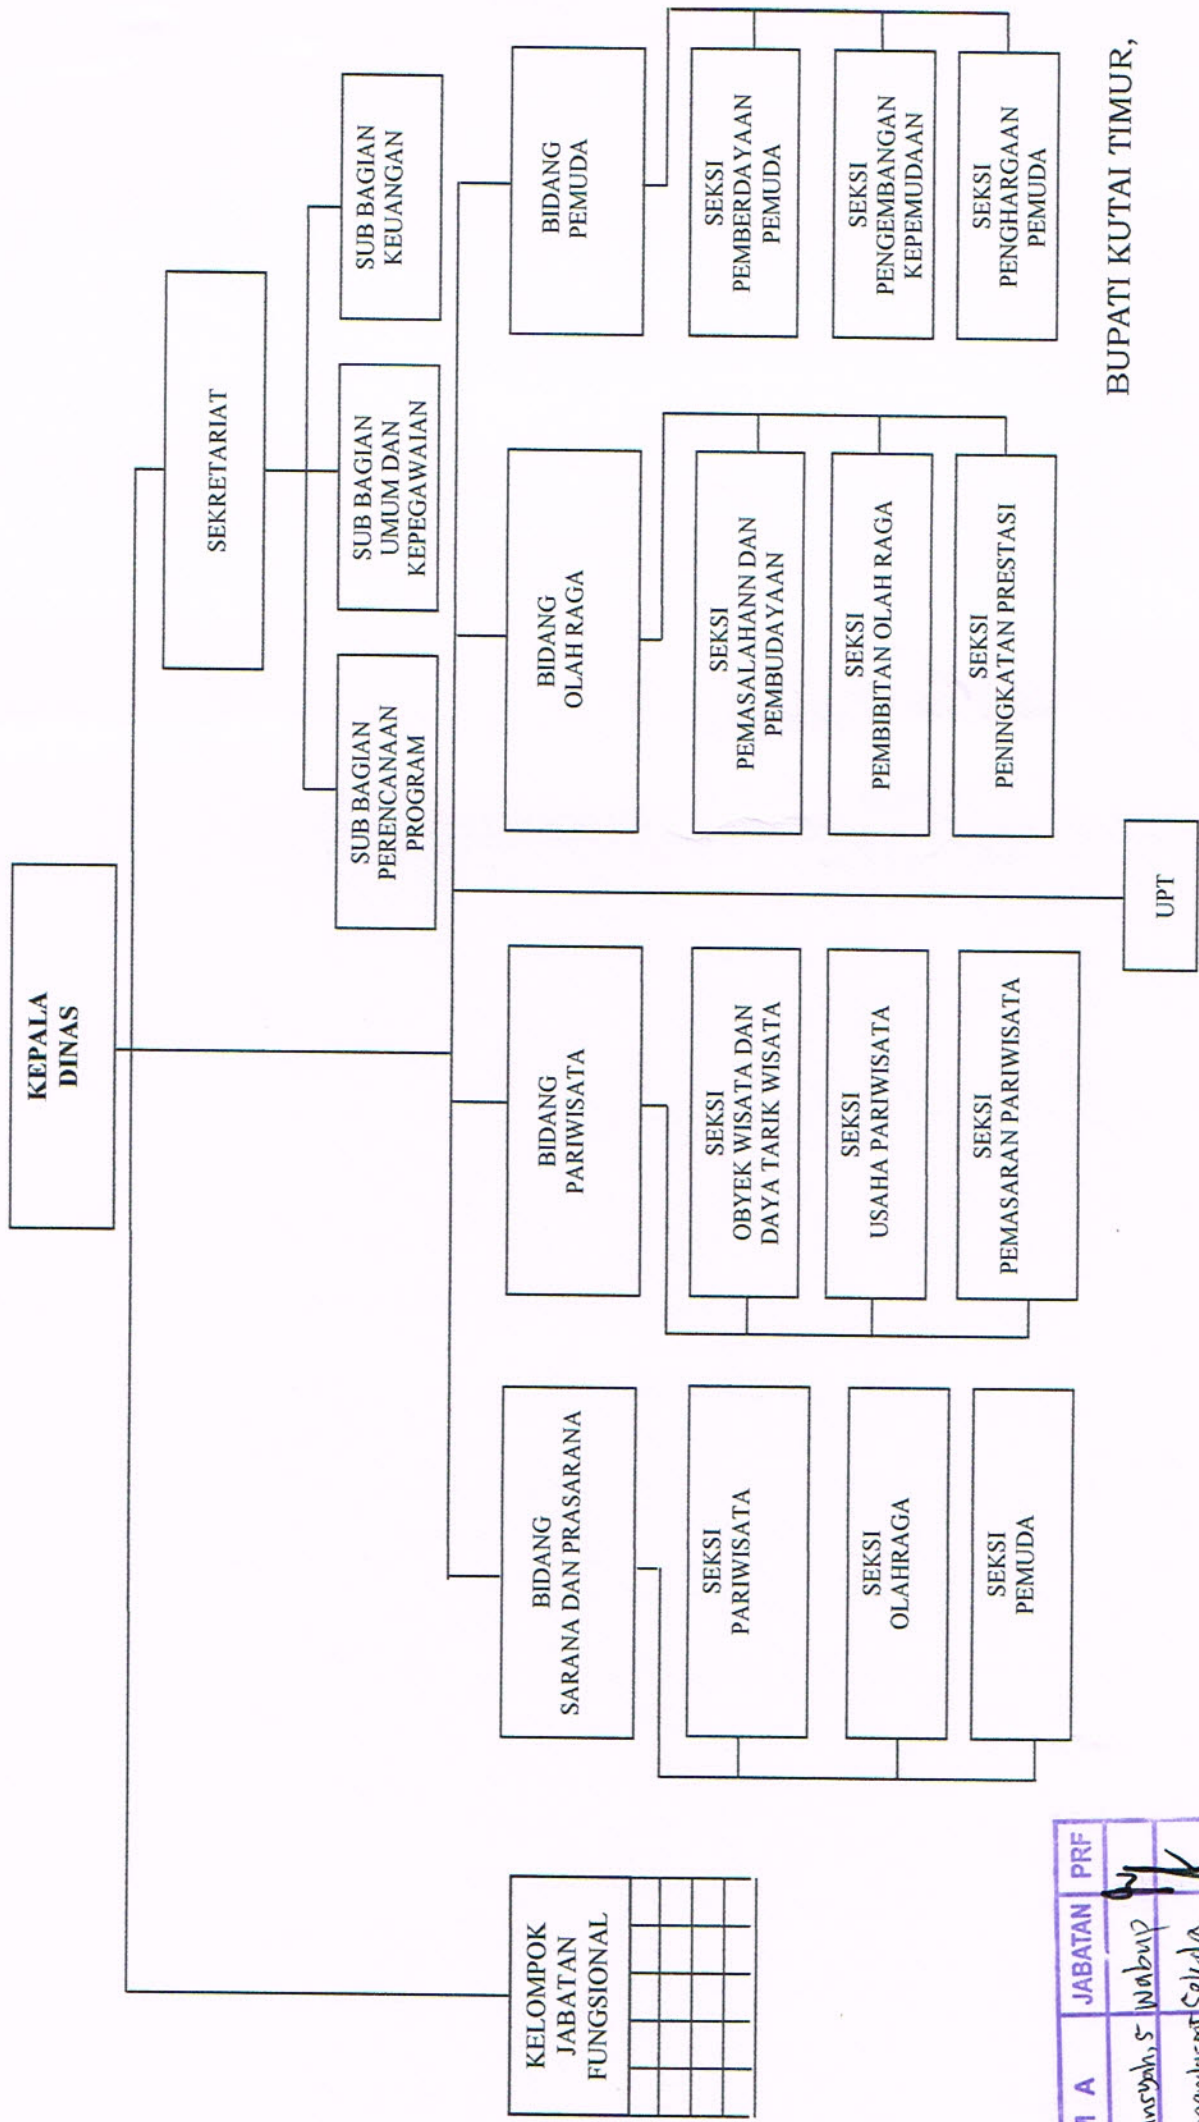 KEPALA
DINAS
SEKRETARIAT
SUB BAGIAN
PERENCANAAN
PROGRAM
SUB BAGIAN
UMUM DAN
KEPEGAWAIAN
SUB BAGIAN
KEUANGAN
KELOMPOK
JABATAN
FUNGSIONAL
BIDANG
SARANA DAN PRASARANA
SEKSI
PARIWISATA
SEKSI
OLAHRAGA
SEKSI
PEMUDA
BIDANG
PARIWISATA
SEKSI
OBYEK WISATA DAN
DAYA TARIK WISATA
SEKSI
USAHA PARIWISATA
SEKSI
PEMASARAN PARIWISATA
BIDANG
OLAH RAGA
SEKSI
PEMASALAHANN DAN
PEMBUDAYAAN
SEKSI
PEMBIBITAN OLAH RAGA
SEKSI
PENINGKATAN PRESTASI
BIDANG
PEMUDA
SEKSI
PEMBERDAYAAN
PEMUDA
SEKSI
PENGEMBANGAN
KEPEMUDAAN
SEKSI
PENGHARGAAN
PEMUDA
UPT
BUPATI KUTAI TIMUR,
A JABATAN PRF
Wabup